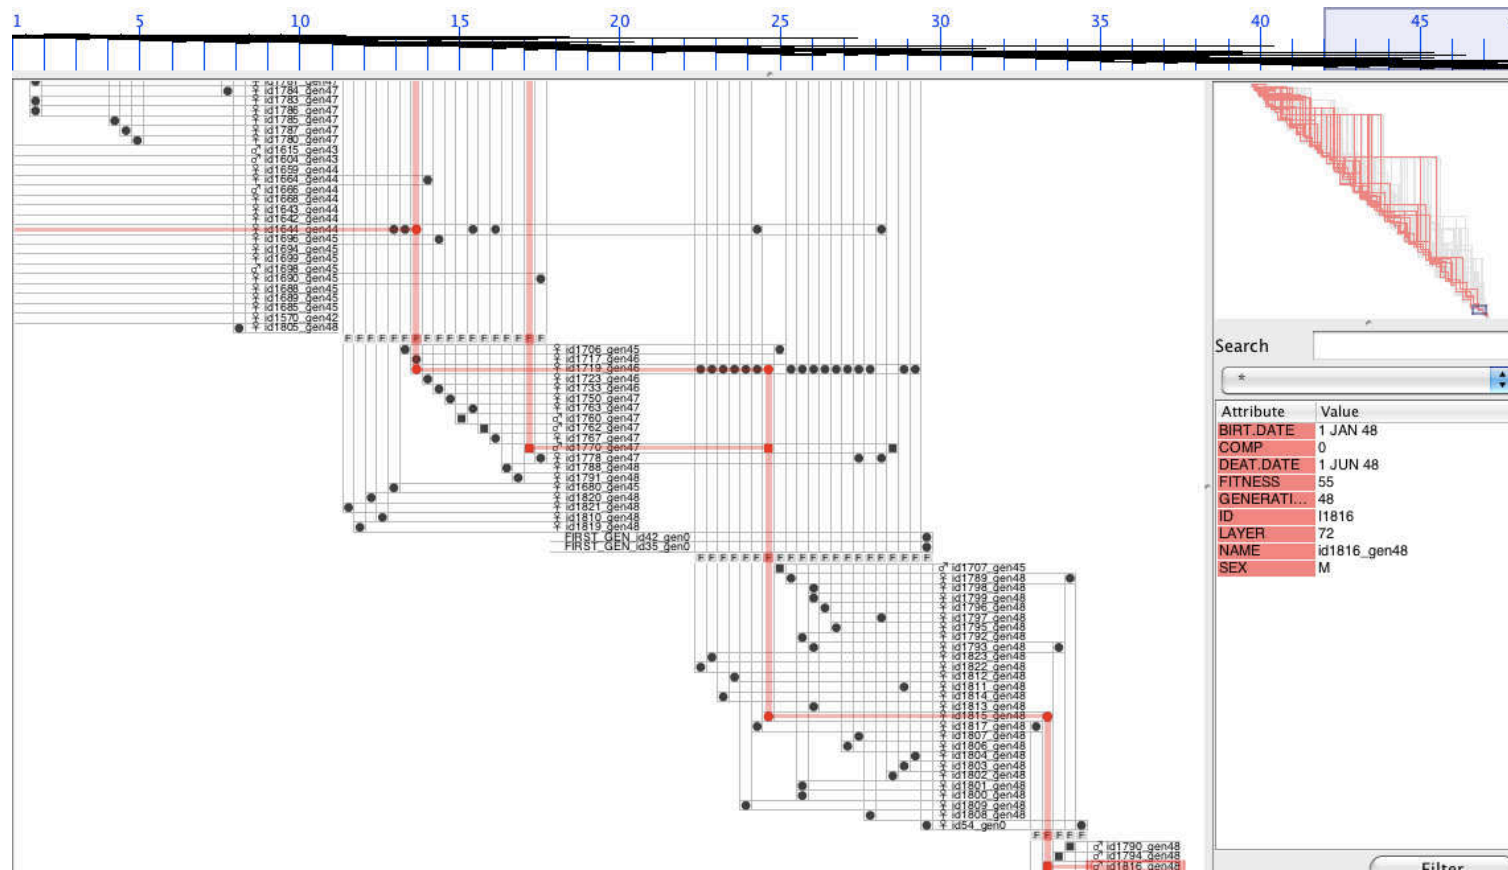 1 5 10 15 20 25 30 35 40 45
♀ id1784_gen47
♀ id1783_gen47
♀ id1786_gen47
♀ id1785_gen47
♀ id1787_gen47
♀ id1780_gen47
♂ id1615_gen43
♂ id1604_gen43
♀ id1659_gen44
♀ id1664_gen44
♂ id1666_gen44
♀ id1668_gen44
♀ id1643_gen44
♀ id1642_gen44
♀ id1644_gen44
♀ id1696_gen45
♀ id1694_gen45
♀ id1699_gen45
♂ id1698_gen45
♀ id1690_gen45
♀ id1688_gen45
♀ id1689_gen45
♀ id1685_gen45
♀ id1570_gen42
♀ id1805_gen48
F F F F F F F F F F F F F F F F F F
♀ id1706_gen45
♀ id1717_gen46
♀ id1719_gen46
♀ id1723_gen46
♀ id1733_gen46
♀ id1750_gen47
♀ id1763_gen47
♂ id1760_gen47
♂ id1762_gen47
♀ id1767_gen47
♂ id1770_gen47
♀ id1778_gen47
♀ id1788_gen48
♀ id1791_gen48
♀ id1680_gen45
♀ id1820_gen48
♀ id1821_gen48
♀ id1810_gen48
♀ id1819_gen48
FIRST_GEN_id42_gen0
FIRST_GEN_id35_gen0
F F F F F F F F F F F F F F F F F F F F F
♂ id1707_gen45
♀ id1789_gen48
♀ id1798_gen48
♀ id1799_gen48
♀ id1796_gen48
♀ id1797_gen48
♀ id1795_gen48
♀ id1792_gen48
♀ id1793_gen48
♀ id1823_gen48
♀ id1822_gen48
♀ id1812_gen48
♀ id1811_gen48
♀ id1814_gen48
♀ id1813_gen48
♀ id1815_gen48
♀ id1817_gen48
♀ id1807_gen48
♀ id1806_gen48
♀ id1804_gen48
♀ id1803_gen48
♀ id1802_gen48
♀ id1801_gen48
♀ id1800_gen48
♀ id1809_gen48
♀ id1808_gen48
♀ id54_gen0
F F F F F
♂ id1790_gen48
♂ id1794_gen48
♂ id1816_gen48
Search
*
Attribute Value
BIRT.DATE 1 JAN 48
COMP 0
DEAT.DATE 1 JUN 48
FITNESS 55
GENERATI... 48
ID I1816
LAYER 72
NAME id1816_gen48
SEX M
Filter